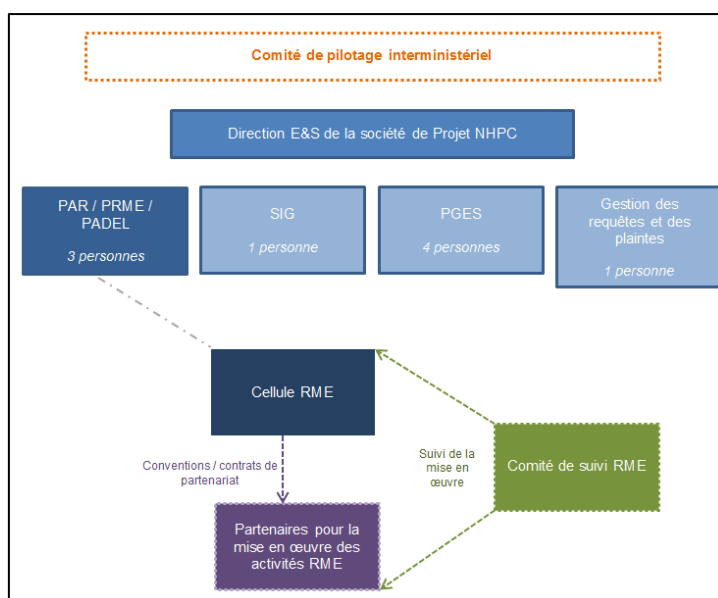 Comité de pilotage interministériel
Direction E&S de la société de Projet NHPC
PAR / PRME /
PADEL
3 personnes
SIG
1 personne
PGES
4 personnes
Gestion des
requêtes et des
plaintes
1 personne
Cellule RME
Conventions / contrats de
partenariat
Suivi de la
mise en
œuvre
Comité de suivi RME
Partenaires pour la
mise en œuvre des
activités RME